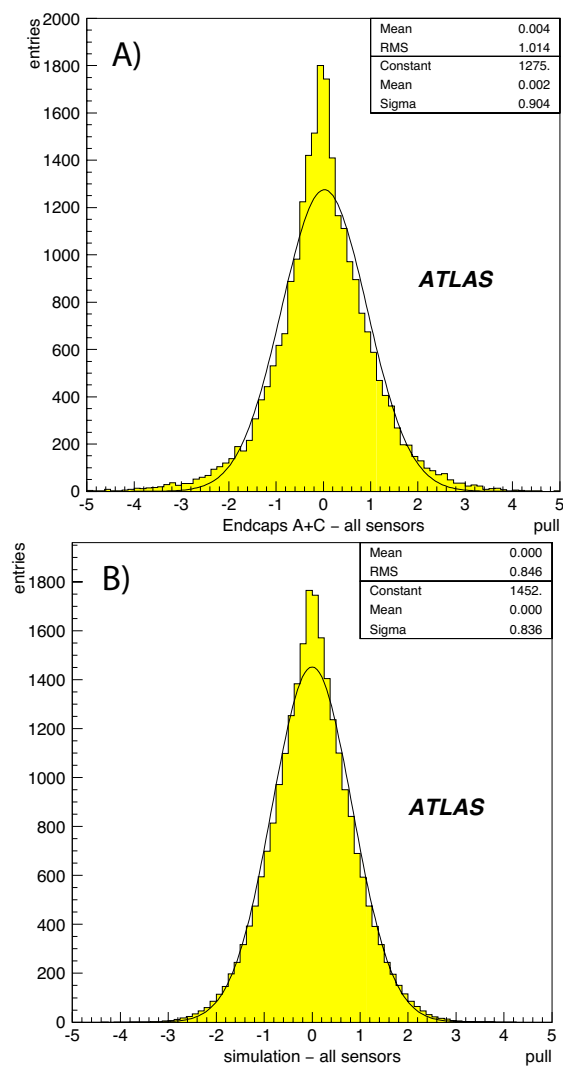 entries
A)
Mean 0.004
RMS 1.014
Constant 1275.
Mean 0.002
Sigma 0.904
2000
1800
1600
1400
1200
1000
800
600
400
200
0
ATLAS
-5 -4 -3 -2 -1 0 1 2 3 4 5
Endcaps A+C – all sensors pull
entries
B)
Mean 0.000
RMS 0.846
Constant 1452.
Mean 0.000
Sigma 0.836
1800
1600
1400
1200
1000
800
600
400
200
0
ATLAS
-5 -4 -3 -2 -1 0 1 2 3 4 5
simulation – all sensors pull